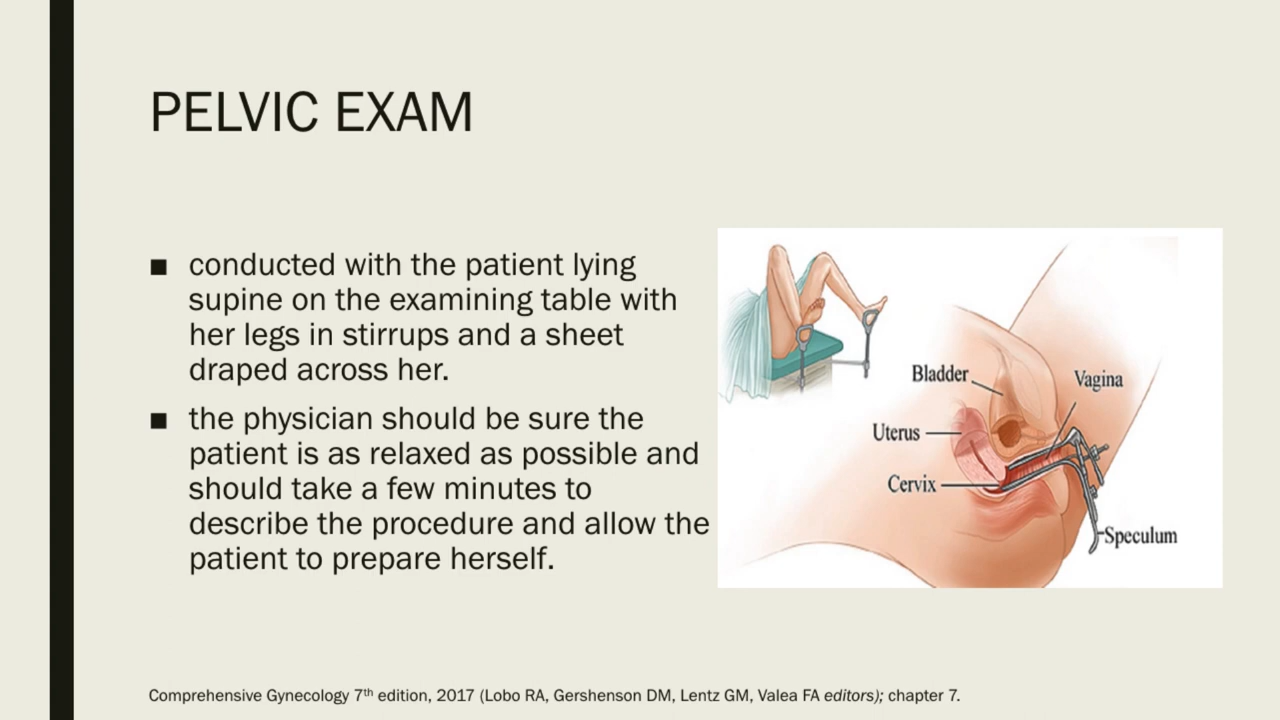 PELVIC EXAM
■ conducted with the patient lying
supine on the examining table with
her legs in stirrups and a sheet
draped across her.
■ the physician should be sure the
patient is as relaxed as possible and
should take a few minutes to
describe the procedure and allow the
patient to prepare herself.
Bladder
Vagina
Uterus
Cervix
Speculum
Comprehensive Gynecology 7th edition, 2017 (Lobo RA, Gershenson DM, Lentz GM, Valea FA editors); chapter 7.